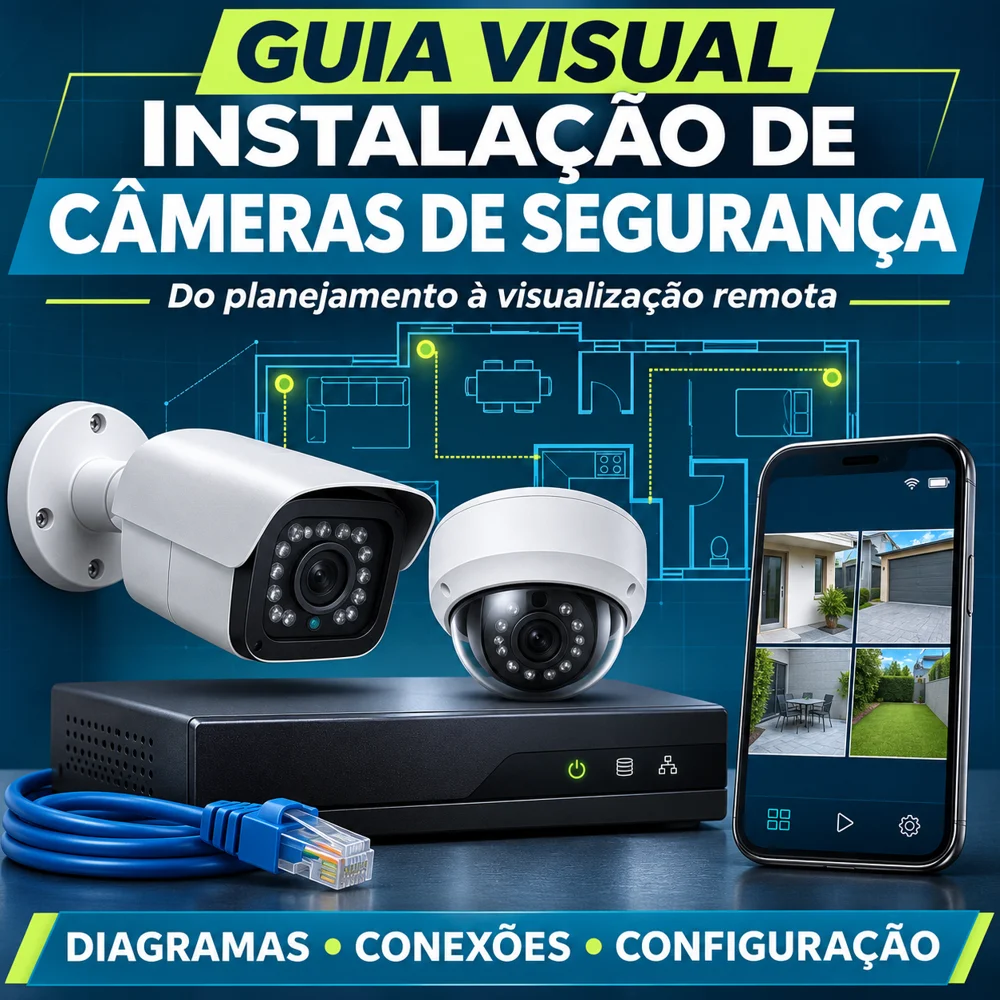 GUIA VISUAL
INSTALAÇÃO DE
CÂMERAS DE SEGURANÇA
Do planejamento à visualização remota
DIAGRAMAS • CONEXÕES • CONFIGURAÇÃO